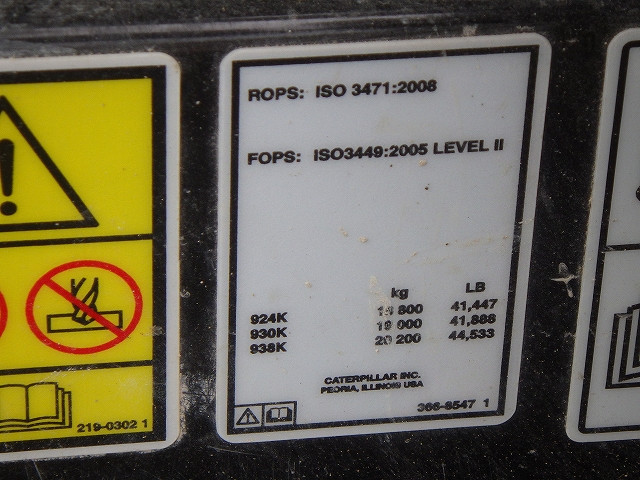 ROPS: ISO 3471:2008
FOPS: ISO3449:2005 LEVEL II
kg LB
924K 18 800 41,447
930K 19 000 41,888
938K 20 200 44,533
CATERPILLAR INC.
PEORIA, ILLINOIS USA
366-8547 1
219-0302 1